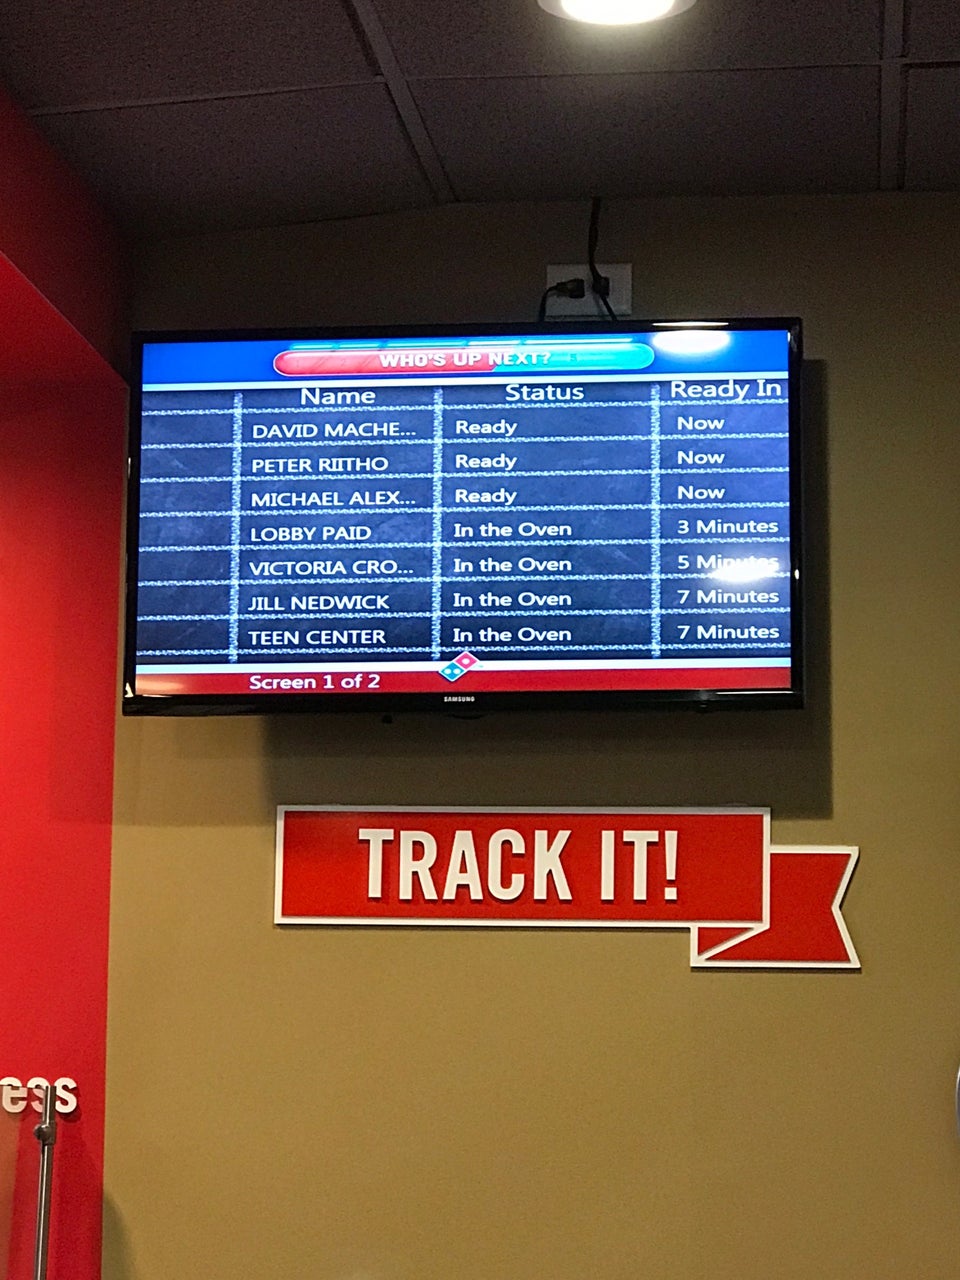 WHO'S UP NEXT?
Name Status Ready In
DAVID MACHE... Ready Now
PETER RIITHO Ready Now
MICHAEL ALEX... Ready Now
LOBBY PAID In the Oven 3 Minutes
VICTORIA CRO... In the Oven 5 Minutes
JILL NEDWICK In the Oven 7 Minutes
TEEN CENTER In the Oven 7 Minutes
Screen 1 of 2
SAMSUNG
TRACK IT!
ess